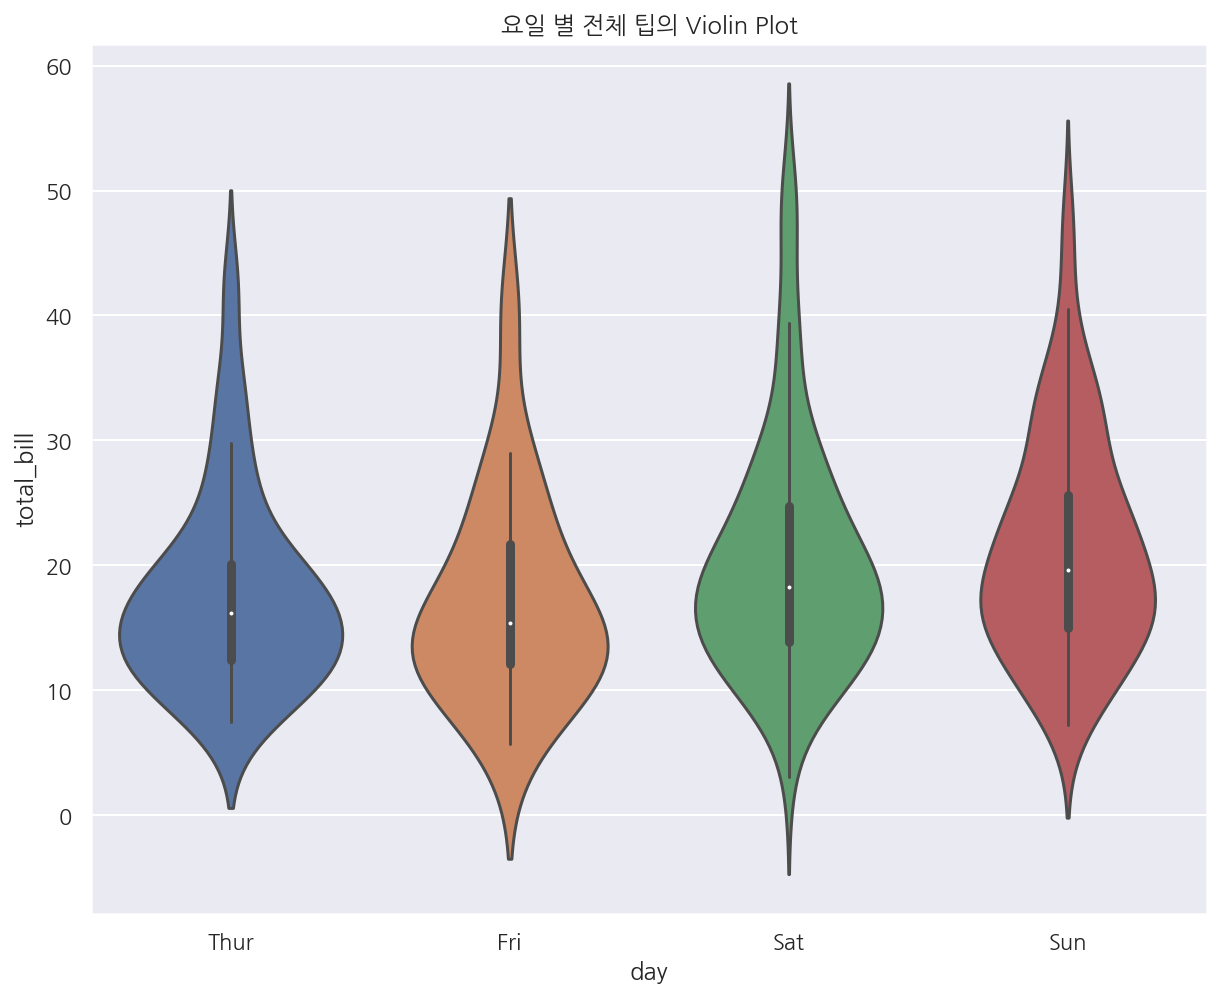 요일 별 전체 팁의 Violin Plot
60
50
40
30
20
10
0
total_bill
Thur
Fri
Sat
Sun
day